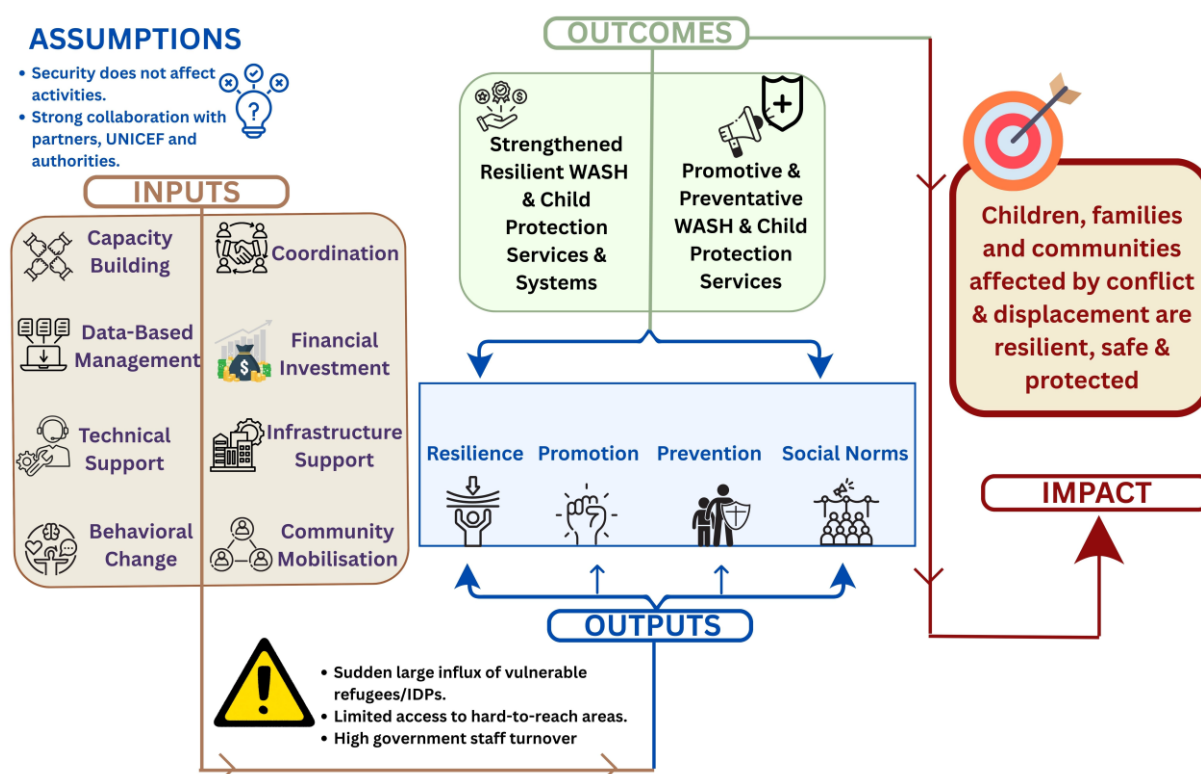 ASSUMPTIONS
• Security does not affect
activities.
• Strong collaboration with
partners, UNICEF and
authorities.
INPUTS
Capacity
Building
Coordination
Data-Based
Management
Financial
Investment
Technical
Support
Infrastructure
Support
Behavioral
Change
Community
Mobilisation
OUTCOMES
Strengthened
Resilient WASH
& Child
Protection
Services &
Systems
Promotive &
Preventative
WASH & Child
Protection
Services
Resilience
Promotion
Prevention
Social Norms
OUTPUTS
• Sudden large influx of vulnerable
refugees/IDPs.
• Limited access to hard-to-reach areas.
• High government staff turnover
Children, families
and communities
affected by conflict
& displacement are
resilient, safe &
protected
IMPACT